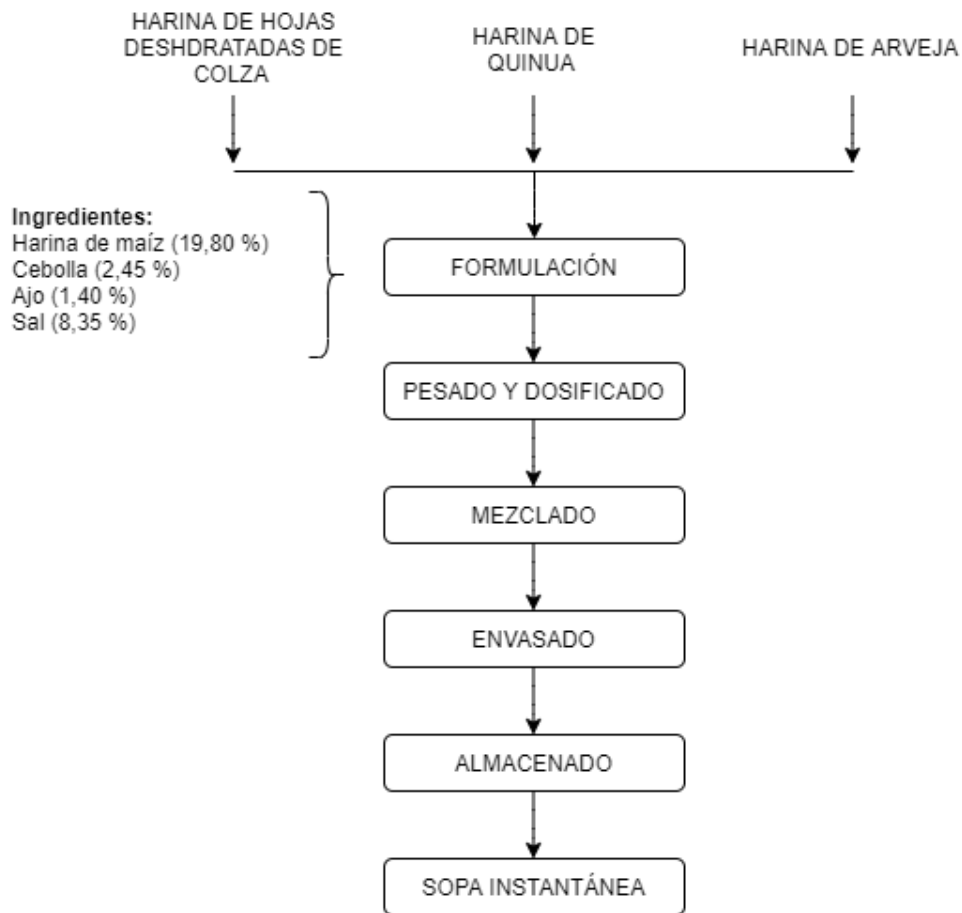 HARINA DE HOJAS
DESHDRATADAS DE
COLZA
HARINA DE
QUINUA
HARINA DE ARVEJA
Ingredientes:
Harina de maíz (19,80 %)
Cebolla (2,45 %)
Ajo (1,40 %)
Sal (8,35 %)
FORMULACIÓN
PESADO Y DOSIFICADO
MEZCLADO
ENVASADO
ALMACENADO
SOPA INSTANTÁNEA